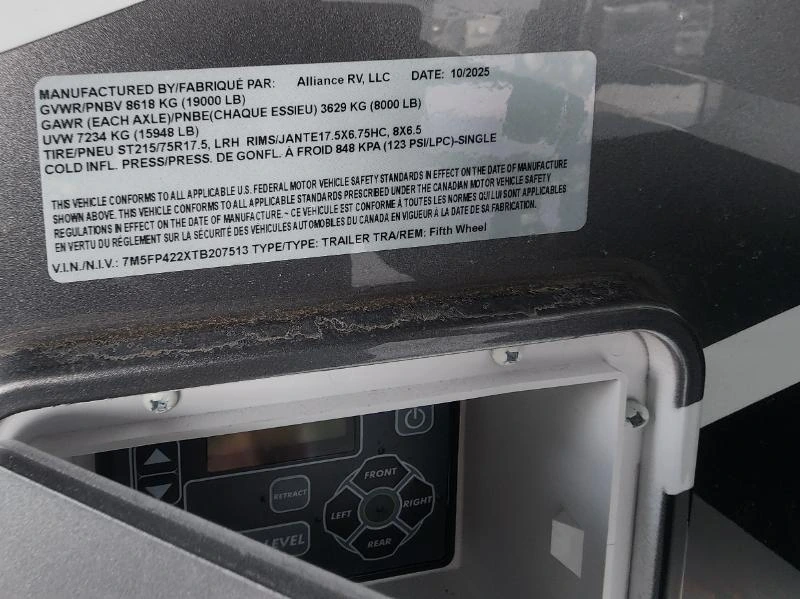 MANUFACTURED BY/FABRIQUÉ PAR: Alliance RV, LLC DATE: 10/2025
GVWR/PNBV 8618 KG (19000 LB)
GAWR (EACH AXLE)/PNBE(CHAQUE ESSIEU) 3629 KG (8000 LB)
UVW 7234 KG (15948 LB)
TIRE/PNEU ST215/75R17.5, LRH RIMS/JANTE17.5X6.75HC, 8X6.5
COLD INFL. PRESS/PRESS. DE GONFL. À FROID 848 KPA (123 PSI/LPC)-SINGLE
THIS VEHICLE CONFORMS TO ALL APPLICABLE U.S. FEDERAL MOTOR VEHICLE SAFETY STANDARDS IN EFFECT ON THE DATE OF MANUFACTURE
SHOWN ABOVE. THIS VEHICLE CONFORMS TO ALL APPLICABLE STANDARDS PRESCRIBED UNDER THE CANADIAN MOTOR VEHICLE SAFETY
REGULATIONS IN EFFECT ON THE DATE OF MANUFACTURE. ~ CE VEHICULE EST CONFORME À TOUTES LES NORMES QUI LUI SONT APPLICABLES
EN VERTU DU RÉGLEMENT SUR LA SÉCURITÉ DES VÉHICULES AUTOMOBILES DU CANADA EN VIGUEUR À LA DATE DE SA FABRICATION.
V.I.N./N.I.V.: 7M5FP422XTB207513 TYPE/TYPE: TRAILER TRA/REM: Fifth Wheel
FRONT
RETRACT
LEFT
RIGHT
REAR
LEVEL